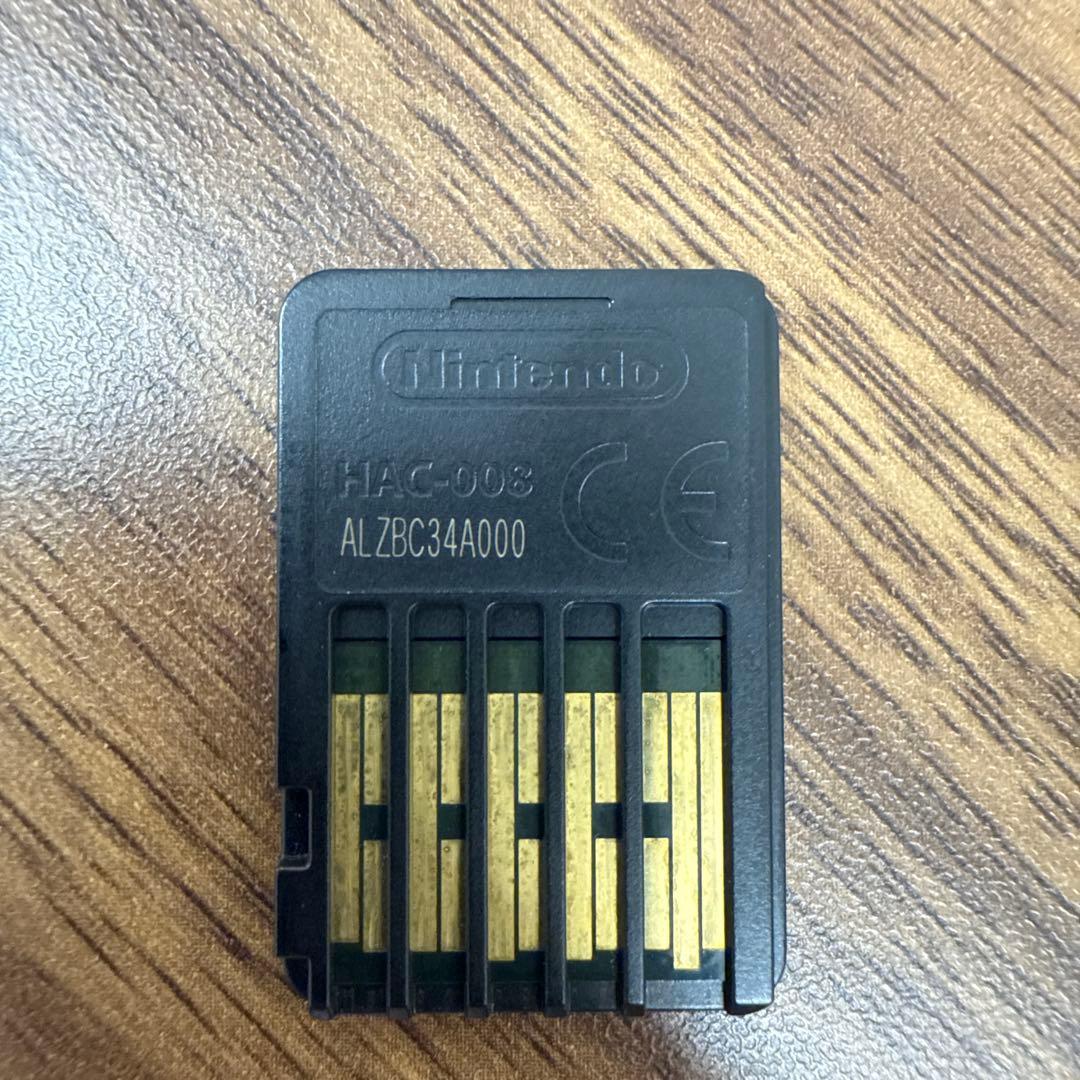 Nintendo
HAC-008 CE
ALZBC34A000